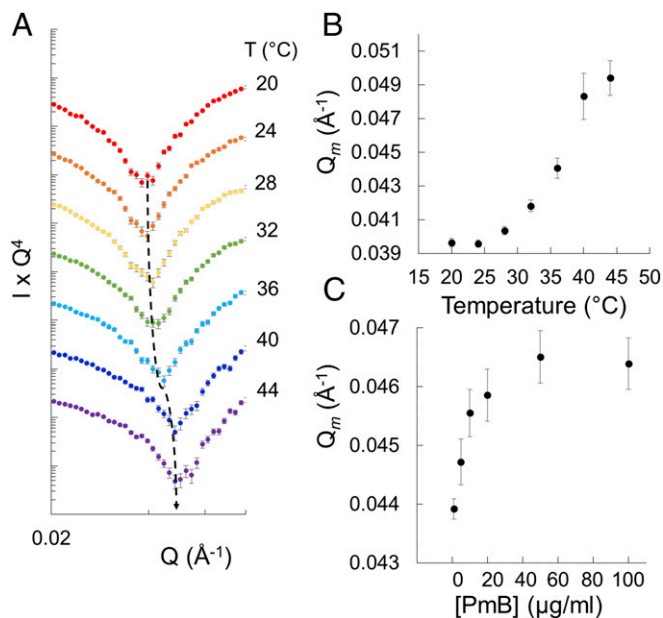 A
T (°C)
20
24
28
32
36
40
44
I x Q⁴
0.02
Q (Å⁻¹)
B
0.051
0.049
0.047
0.043
0.041
0.039
Qₘ (Å⁻¹)
15 20 25 30 35 40 45 50
Temperature (°C)
C
0.047
0.046
0.045
0.044
0.043
Qₘ (Å⁻¹)
0 20 40 60 80 100
[PmB] (µg/ml)